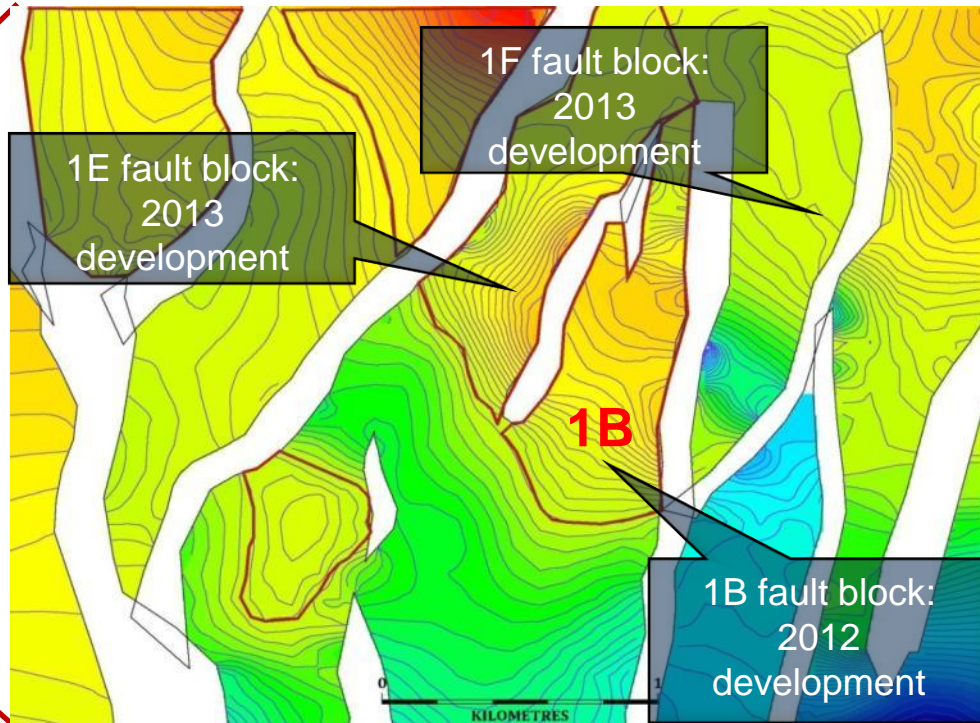 1F fault block:
2013
development
1E fault block:
2013
development
1B
1B fault block:
2012
development
0
1
KILOMETRES